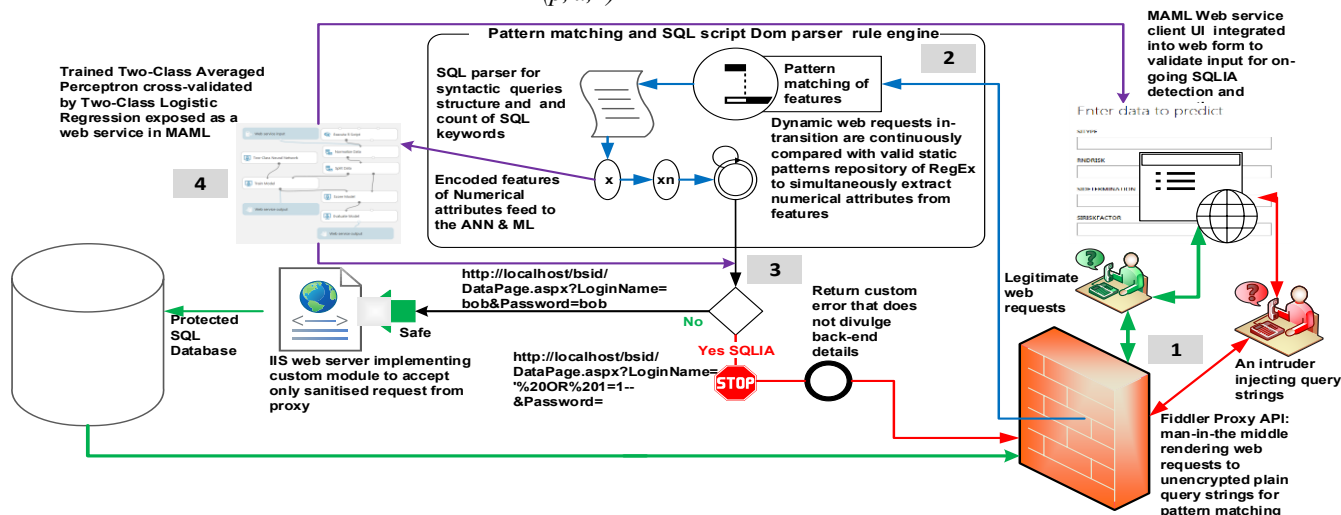 Pattern matching and SQL script Dom parser rule engine
MAML Web service
client UI integrated
into web form to
validate input for on-
going SQLIA
detection and
Enter data to predict
RNDRISK
SIRISKFACTOR
Trained Two-Class Averaged
Perceptron cross-validated
by Two-Class Logistic
Regression exposed as a
web service in MAML
4
SQL parser for
syntactic queries
structure and and
count of SQL
keywords
Pattern
matching of
features
2
Dynamic web requests in-
transition are continuously
compared with valid static
patterns repository of RegEx
to simultaneously extract
numerical attributes from
features
x
xn
Encoded features
of Numerical
attributes feed to
the ANN & ML
3
http://localhost/bsid/
DataPage.aspx?LoginName=
bob&Password=bob
No
Safe
Protected
SQL
Database
IIS web server implementing
custom module to accept
only sanitised request from
proxy
Yes SQLIA
http://localhost/bsid/
DataPage.aspx?LoginName=
'%20OR%201=1--
&Password=
STOP
Return custom
error that does
not divulge
back-end
details
Legitimate
web
requests
?
?
1
An intruder
injecting query
strings
Fiddler Proxy API:
man-in-the middle
rendering web
requests to
unencrypted plain
query strings for
pattern matching